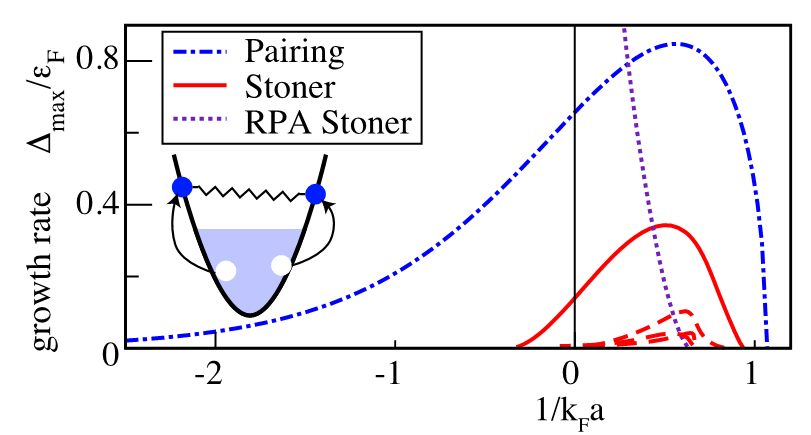 Pairing
Stoner
RPA Stoner
growth rate Δmax/εF
0.8
0.4
0
-2 -1 0 1
1/kFa